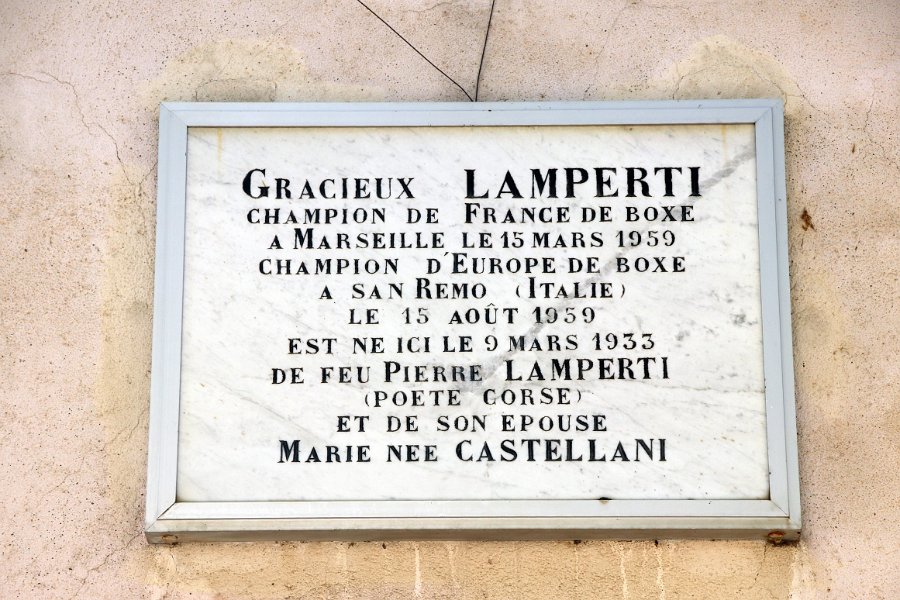 GRACIEUX LAMPERTI
CHAMPION DE FRANCE DE BOXE
A MARSEILLE LE 15 MARS 1959
CHAMPION D'EUROPE DE BOXE
A SAN REMO (ITALIE)
LE 15 AOÛT 1959
EST NE ICI LE 9 MARS 1933
DE FEU PIERRE LAMPERTI
(POETE CORSE)
ET DE SON EPOUSE
MARIE NEE CASTELLANI